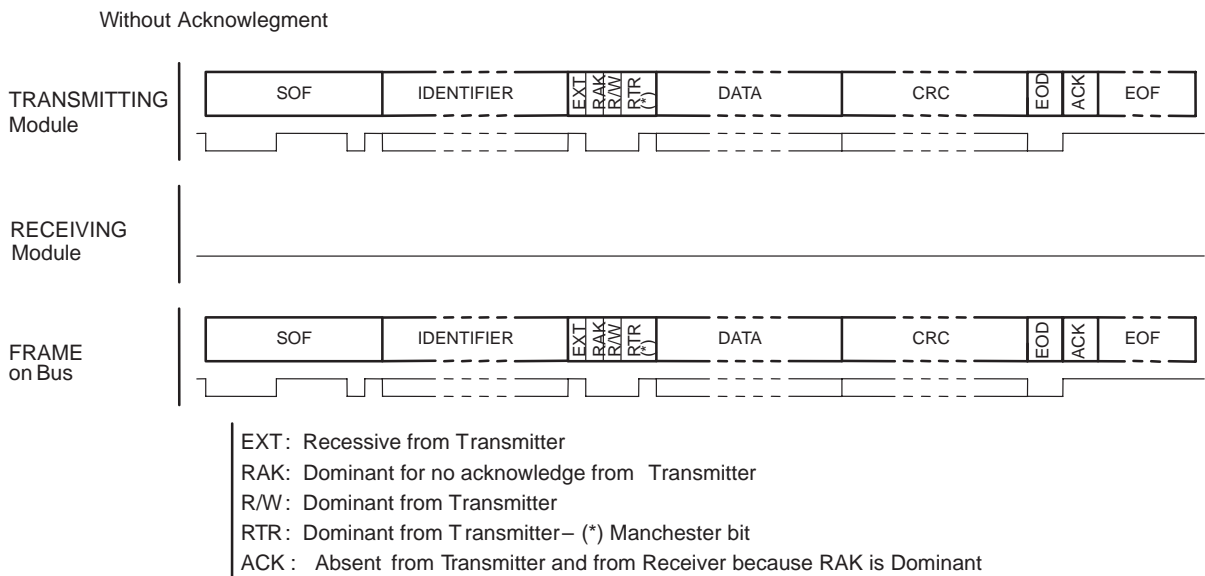 Without Acknowlegment
TRANSMITTING
Module
SOF
IDENTIFIER
EXT
RAK
R/W
RTR
(*)
DATA
CRC
EOD
ACK
EOF
RECEIVING
Module
FRAME
on Bus
SOF
IDENTIFIER
EXT
RAK
R/W
RTR
(*)
DATA
CRC
EOD
ACK
EOF
EXT: Recessive from Transmitter
RAK: Dominant for no acknowledge from Transmitter
R/W: Dominant from Transmitter
RTR: Dominant from Transmitter– (*) Manchester bit
ACK: Absent from Transmitter and from Receiver because RAK is Dominant